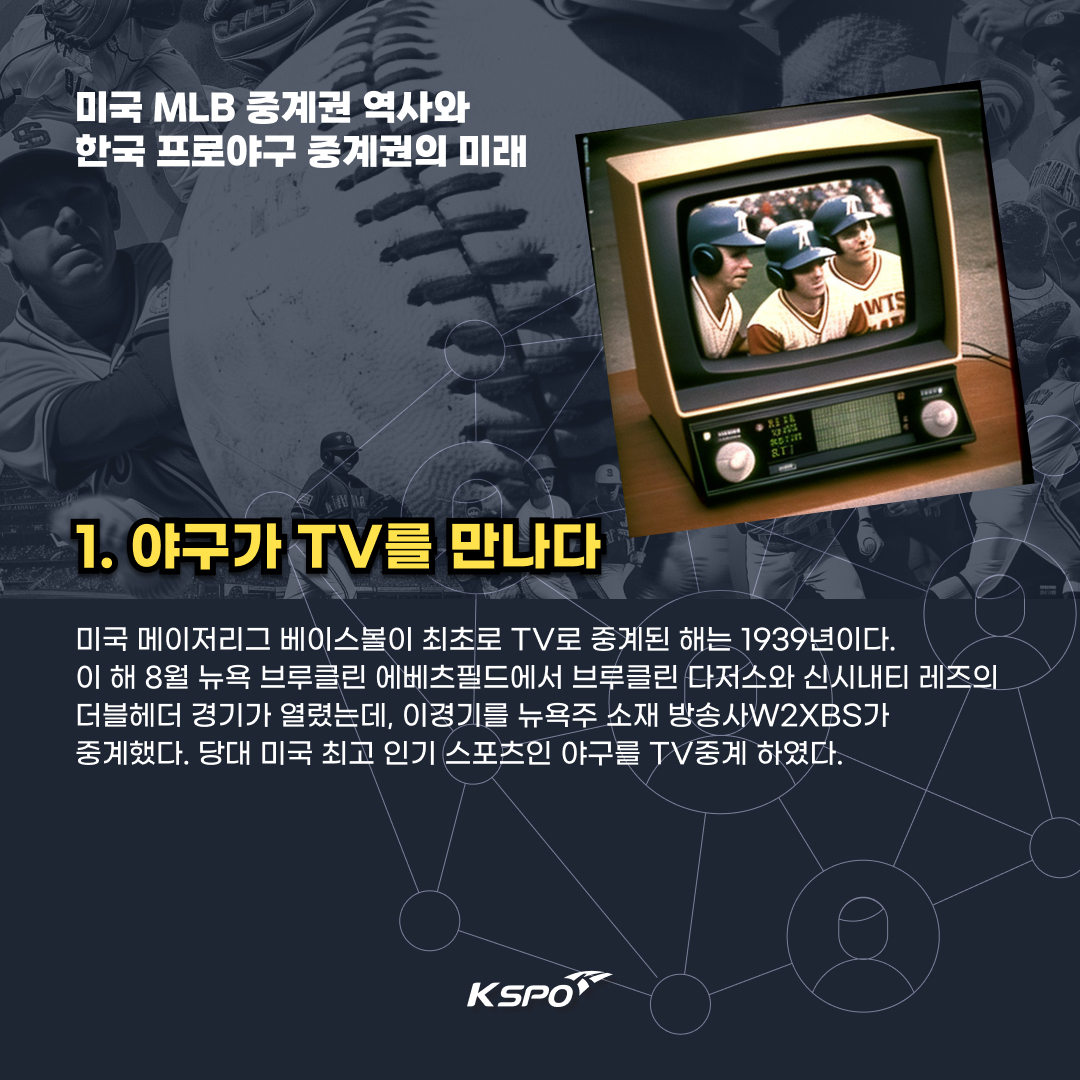 미국 MLB 중계권 역사와
한국 프로야구 중계권의 미래
1. 야구가 TV를 만나다
미국 메이저리그 베이스볼이 최초로 TV로 중계된 해는 1939년이다.
이 해 8월 뉴욕 브루클린 에베츠필드에서 브루클린 다저스와 신시내티 레즈의
더블헤더 경기가 열렸는데, 이경기를 뉴욕주 소재 방송사W2XBS가
중계했다. 당대 미국 최고 인기 스포츠인 야구를 TV중계 하였다.
KSPO